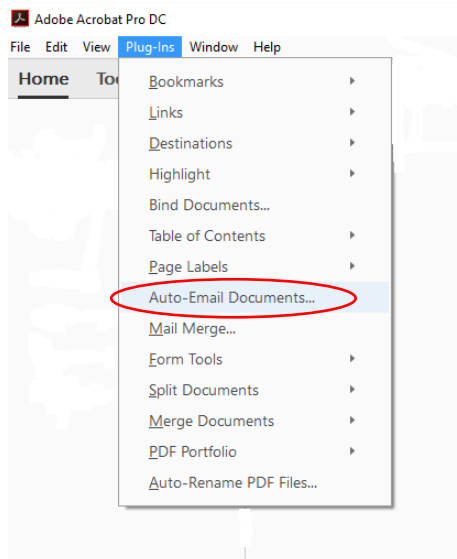 Adobe Acrobat Pro DC
File Edit View Plug-Ins Window Help
Home
Bookmarks
Links
Destinations
Highlight
Bind Documents...
Table of Contents
Page Labels
Auto-Email Documents...
Mail Merge...
Form Tools
Split Documents
Merge Documents
PDF Portfolio
Auto-Rename PDF Files...